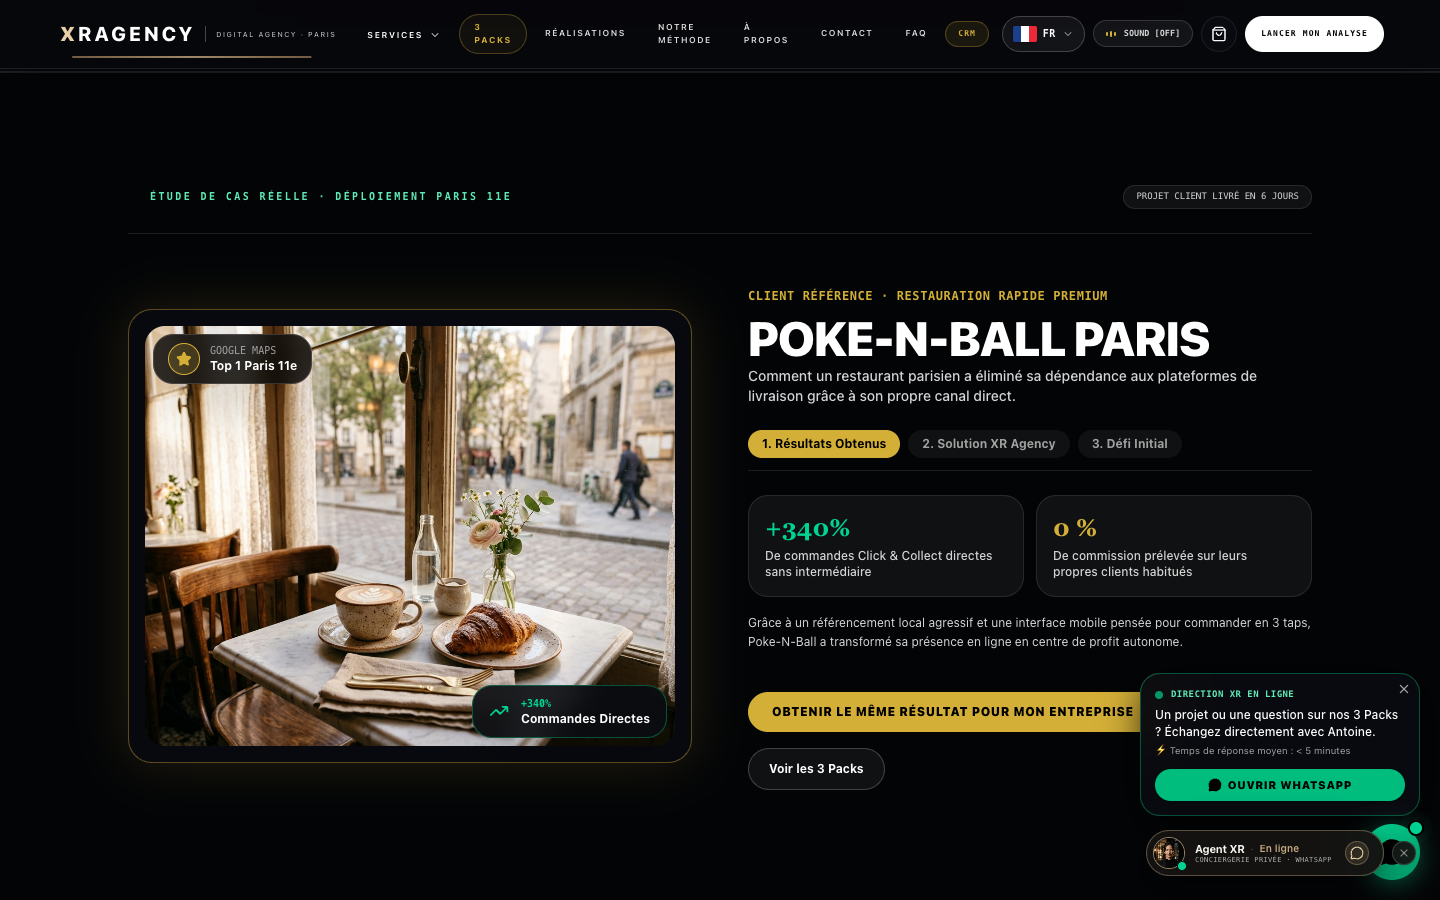 XRAGENCY
DIGITAL AGENCY · PARIS
SERVICES
3
PACKS
RÉALISATIONS
NOTRE
MÉTHODE
À
PROPOS
CONTACT
FAQ
CRM
FR
SOUND [OFF]
LANCER MON ANALYSE
ÉTUDE DE CAS RÉELLE · DÉPLOIEMENT PARIS 11E
PROJET CLIENT LIVRÉ EN 6 JOURS
GOOGLE MAPS
Top 1 Paris 11e
+340%
Commandes Directes
CLIENT RÉFÉRENCE · RESTAURATION RAPIDE PREMIUM
POKE-N-BALL PARIS
Comment un restaurant parisien a éliminé sa dépendance aux plateformes de
livraison grâce à son propre canal direct.
1. Résultats Obtenus
2. Solution XR Agency
3. Défi Initial
+340%
De commandes Click & Collect directes
sans intermédiaire
0 %
De commission prélevée sur leurs
propres clients habitués
Grâce à un référencement local agressif et une interface mobile pensée pour commander en 3 taps,
Poke-N-Ball a transformé sa présence en ligne en centre de profit autonome.
OBTENIR LE MÊME RÉSULTAT POUR MON ENTREPRISE
Voir les 3 Packs
DIRECTION XR EN LIGNE
Un projet ou une question sur nos 3 Packs
? Échangez directement avec Antoine.
⚡ Temps de réponse moyen : < 5 minutes
OUVRIR WHATSAPP
Agent XR · En ligne
CONCIERGERIE PRIVÉE · WHATSAPP